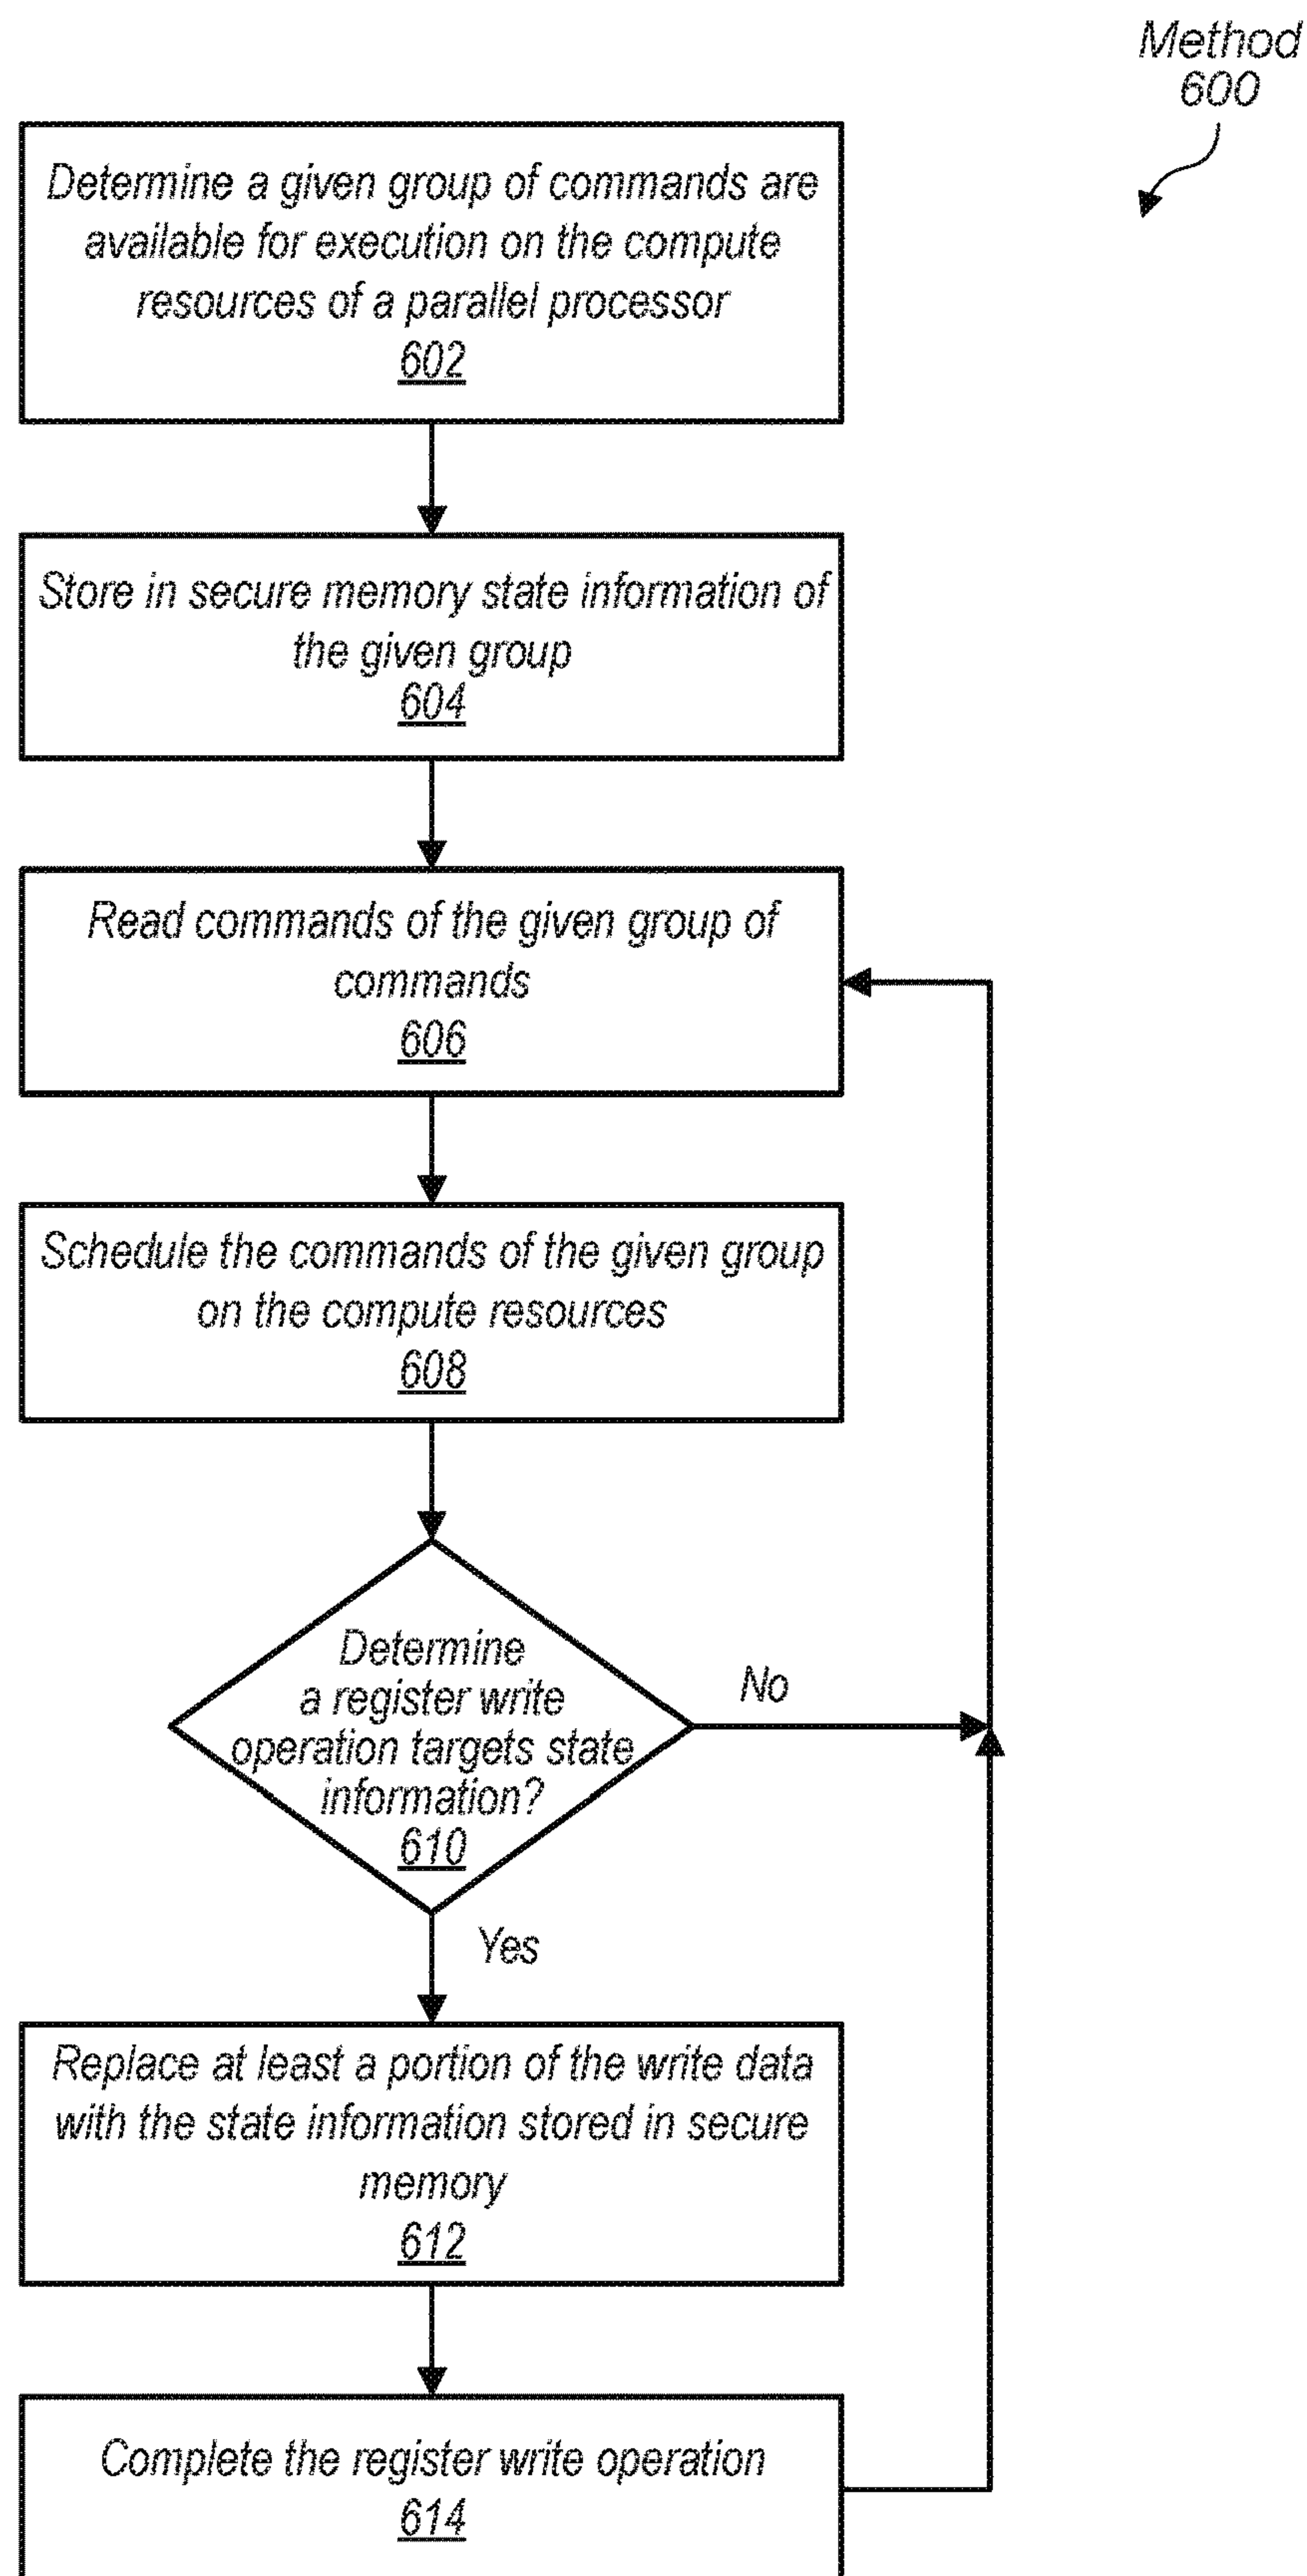 Method
600
Determine a given group of commands are
available for execution on the compute
resources of a parallel processor
602
Store in secure memory state information of
the given group
604
Read commands of the given group of
commands
606
Schedule the commands of the given group
on the compute resources
608
Determine
a register write
operation targets state
information?
610
No
Yes
Replace at least a portion of the write data
with the state information stored in secure
memory
612
Complete the register write operation
614